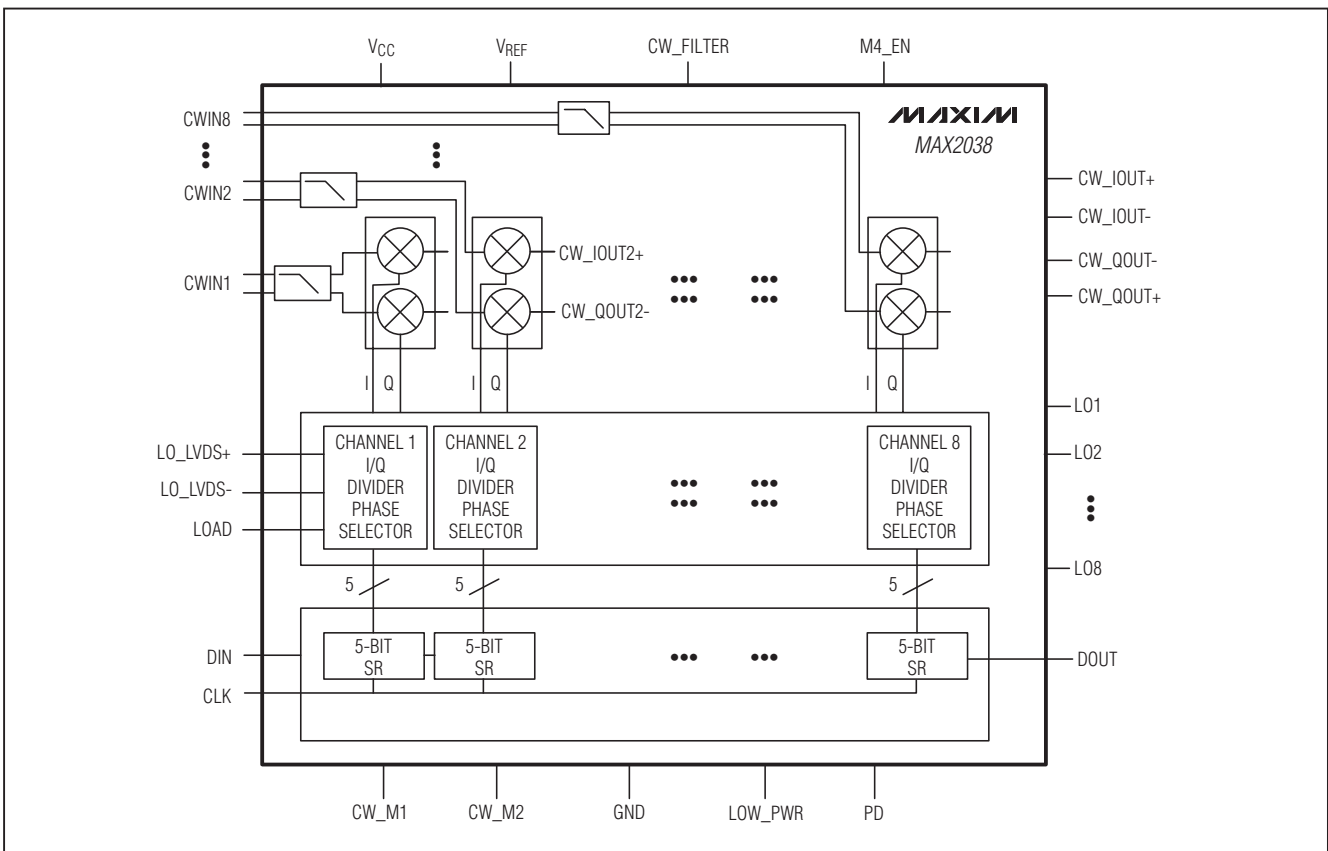 VCC
VREF
CW_FILTER
M4_EN
CWIN8
MAXIM
MAX2038
CWIN2
CWIN1
CW_IOUT2+
CW_QOUT2-
CW_IOUT+
CW_IOUT-
CW_QOUT-
CW_QOUT+
I Q
I Q
I Q
LO1
LO2
LO8
LO_LVDS+
LO_LVDS-
LOAD
CHANNEL 1
I/Q
DIVIDER
PHASE
SELECTOR
CHANNEL 2
I/Q
DIVIDER
PHASE
SELECTOR
CHANNEL 8
I/Q
DIVIDER
PHASE
SELECTOR
5
5
5
DIN
CLK
5-BIT
SR
5-BIT
SR
5-BIT
SR
DOUT
CW_M1
CW_M2
GND
LOW_PWR
PD